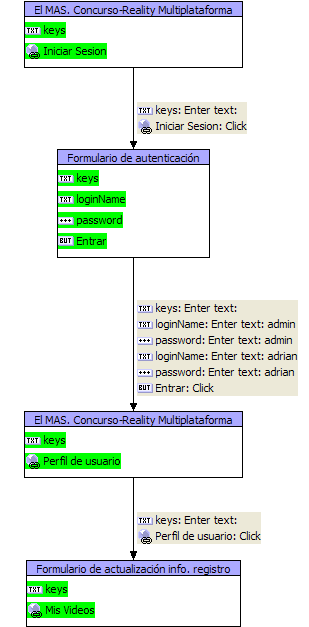 El MAS. Concurso-Reality Multiplataforma
TXT keys
Iniciar Sesion
TXT keys: Enter text:
Iniciar Sesion: Click
Formulario de autenticación
TXT keys
TXT loginName
*** password
BUT Entrar
TXT keys: Enter text:
TXT loginName: Enter text: admin
*** password: Enter text: admin
TXT loginName: Enter text: adrian
*** password: Enter text: adrian
BUT Entrar: Click
El MAS. Concurso-Reality Multiplataforma
TXT keys
Perfil de usuario
TXT keys: Enter text:
Perfil de usuario: Click
Formulario de actualización info. registro
TXT keys
Mis Videos